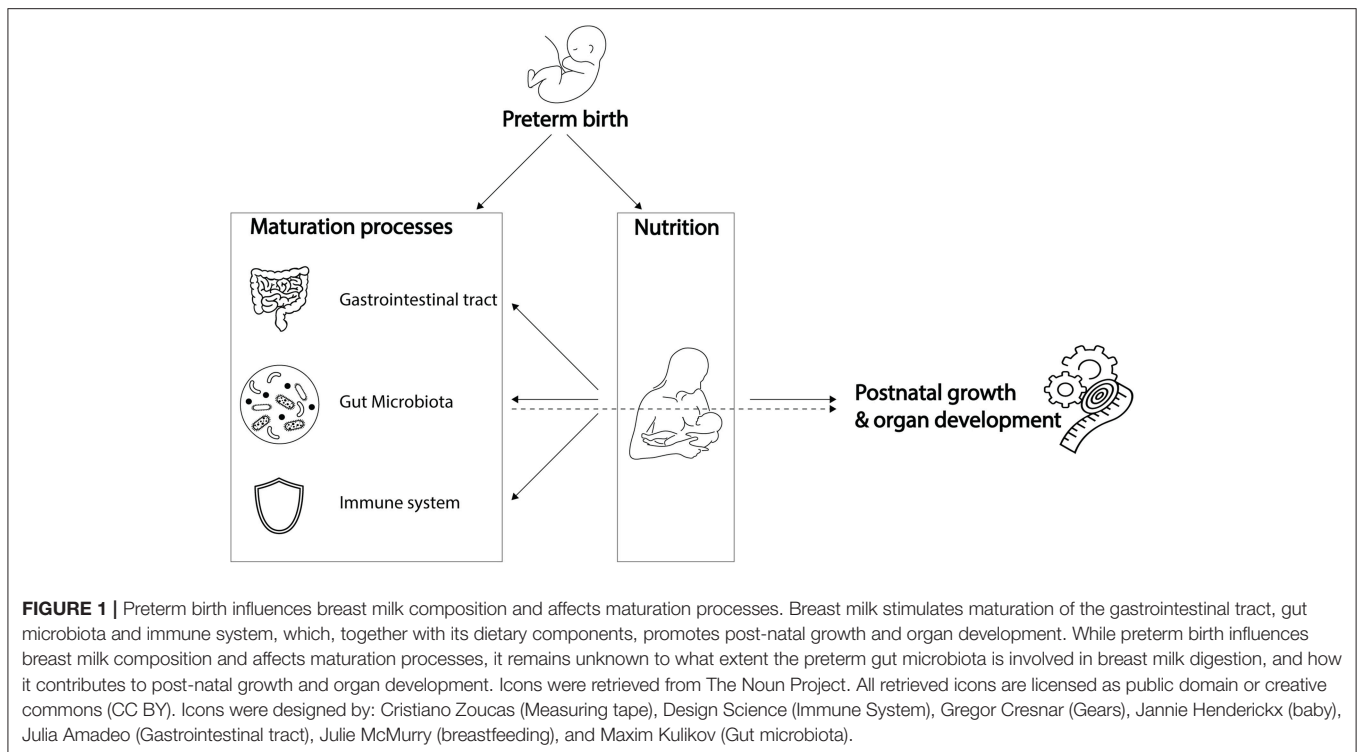 Preterm birth
Maturation processes
Nutrition
Gastrointestinal tract
Gut Microbiota
Immune system
Postnatal growth
& organ development
FIGURE 1 | Preterm birth influences breast milk composition and affects maturation processes. Breast milk stimulates maturation of the gastrointestinal tract, gut
microbiota and immune system, which, together with its dietary components, promotes post-natal growth and organ development. While preterm birth influences
breast milk composition and affects maturation processes, it remains unknown to what extent the preterm gut microbiota is involved in breast milk digestion, and how
it contributes to post-natal growth and organ development. Icons were retrieved from The Noun Project. All retrieved icons are licensed as public domain or creative
commons (CC BY). Icons were designed by: Cristiano Zoucas (Measuring tape), Design Science (Immune System), Gregor Cresnar (Gears), Jannie Henderickx (baby),
Julia Amadeo (Gastrointestinal tract), Julie McMurry (breastfeeding), and Maxim Kulikov (Gut microbiota).